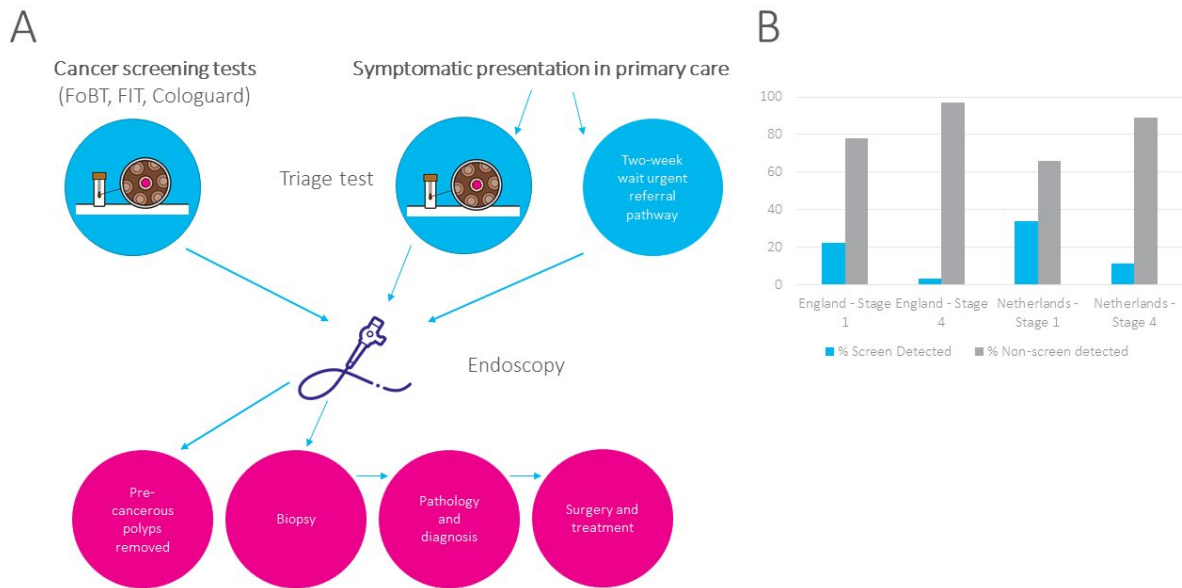 A
Cancer screening tests
(FoBT, FIT, Cologuard)
Symptomatic presentation in primary care
Triage test
Two-week
wait urgent
referral
pathway
Endoscopy
Pre-
cancerous
polyps
removed
Biopsy
Pathology
and
diagnosis
Surgery and
treatment
B
100
80
60
40
20
0
England - Stage
1
England - Stage
4
Netherlands -
Stage 1
Netherlands -
Stage 4
% Screen Detected
% Non-screen detected